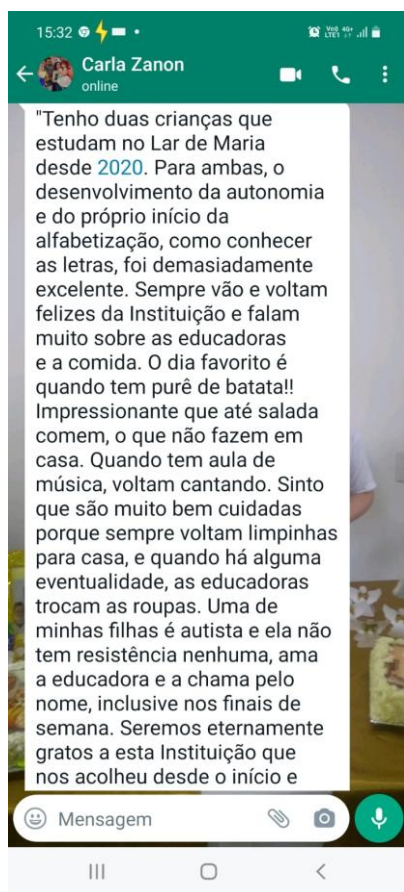 15:32
Carla Zanon
online
"Tenho duas crianças que
estudam no Lar de Maria
desde 2020. Para ambas, o
desenvolvimento da autonomia
e do próprio início da
alfabetização, como conhecer
as letras, foi demasiadamente
excelente. Sempre vão e voltam
felizes da Instituição e falam
muito sobre as educadoras
e a comida. O dia favorito é
quando tem purê de batata!!
Impressionante que até salada
comem, o que não fazem em
casa. Quando tem aula de
música, voltam cantando. Sinto
que são muito bem cuidadas
porque sempre voltam limpinhas
para casa, e quando há alguma
eventualidade, as educadoras
trocam as roupas. Uma de
minhas filhas é autista e ela não
tem resistência nenhuma, ama
a educadora e a chama pelo
nome, inclusive nos finais de
semana. Seremos eternamente
gratos a esta Instituição que
nos acolheu desde o início e
Mensagem